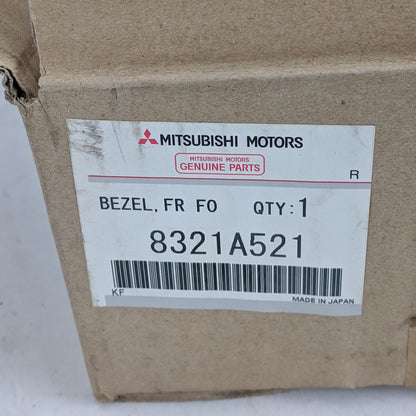 MITSUBISHI MOTORS
MITSUBISHI MOTORS
GENUINE PARTS
R
BEZEL, FR FO QTY:1
8321A521
KF
MADE IN JAPAN